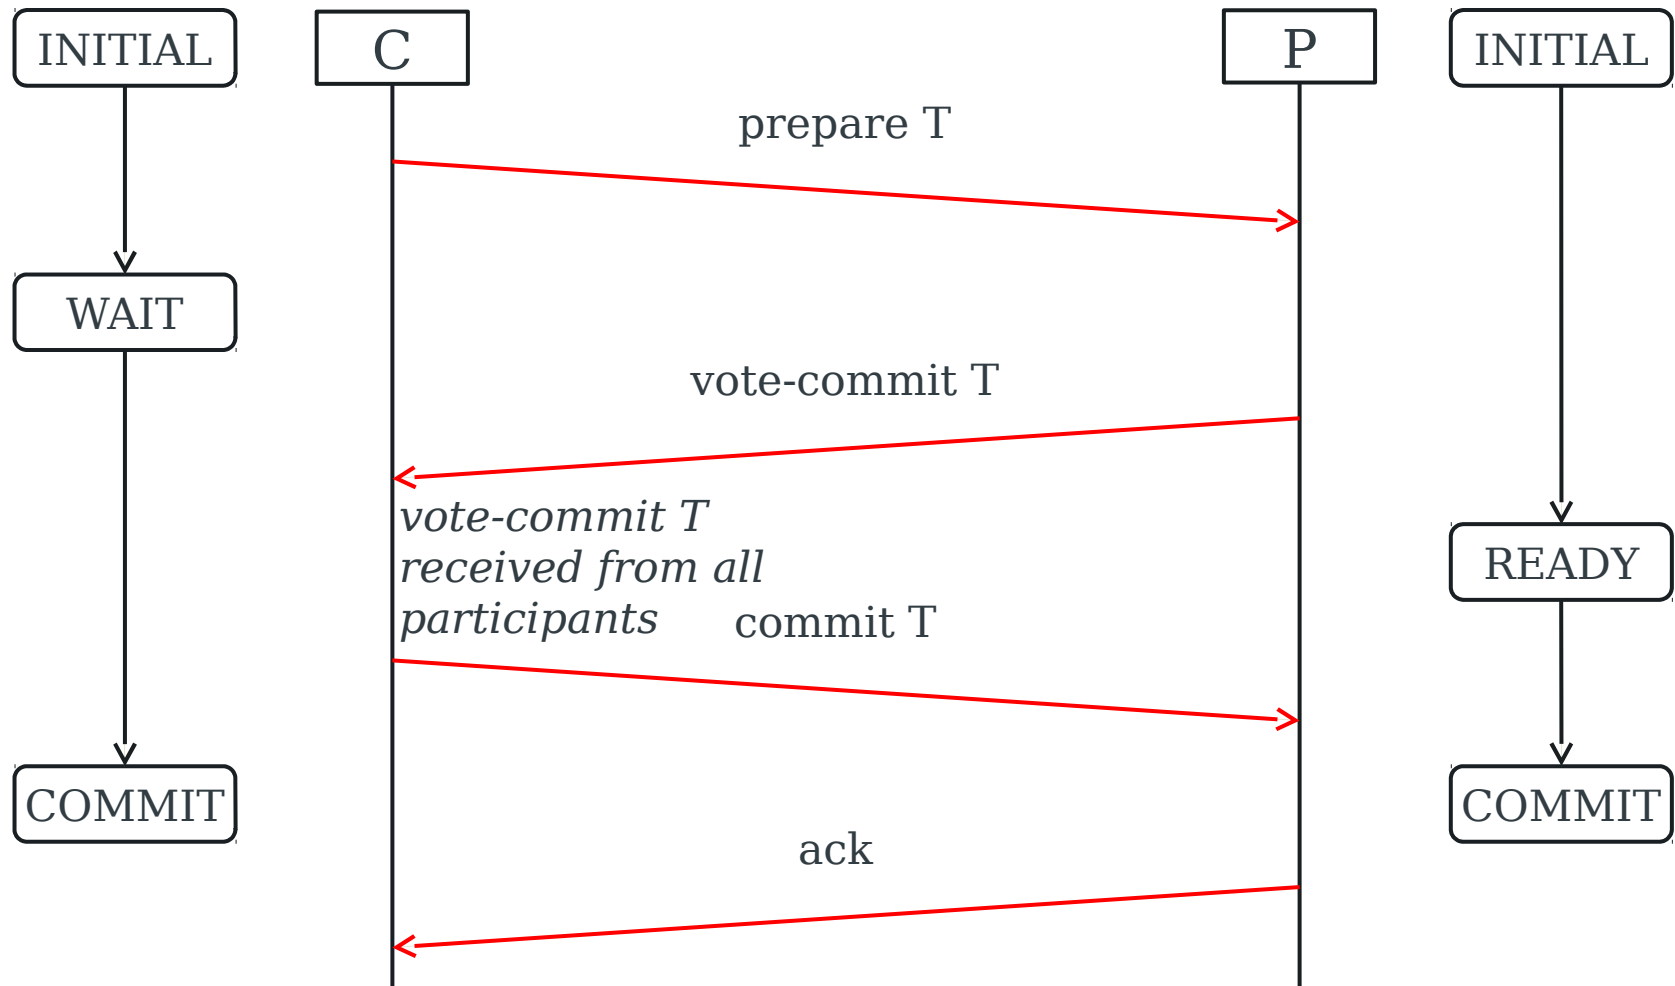 INITIAL
C
P
INITIAL
prepare T
WAIT
vote-commit T
vote-commit T
received from all
participants
commit T
READY
COMMIT
COMMIT
ack